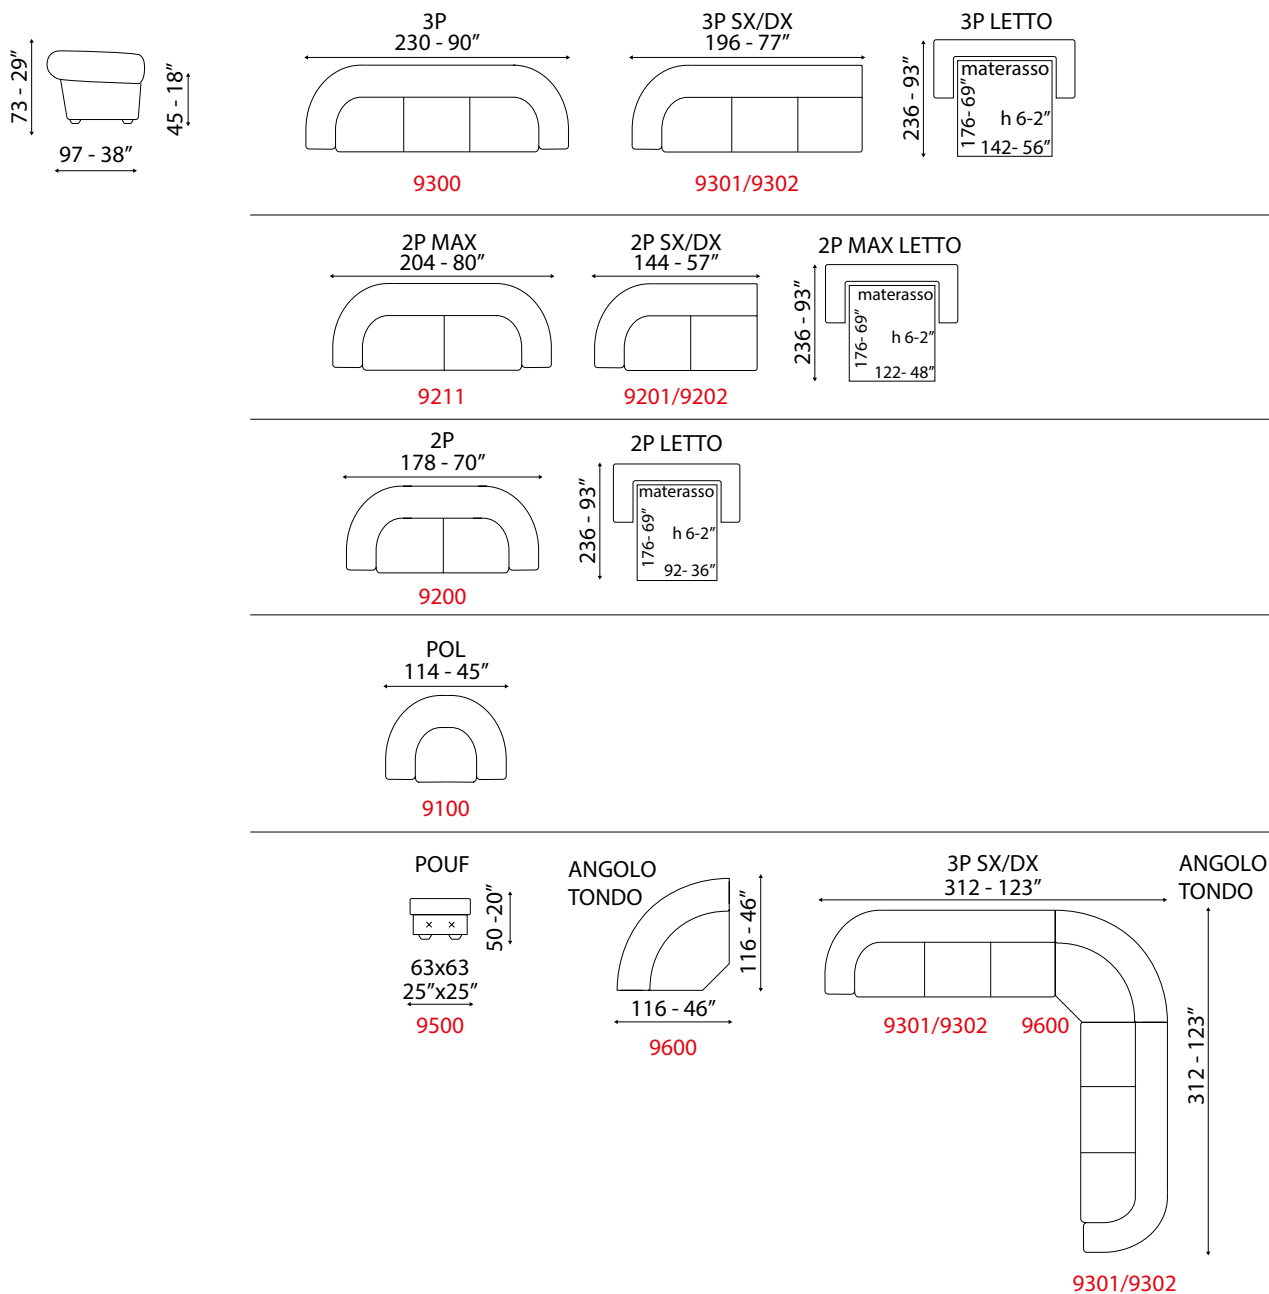 73 - 29”
45 - 18”
97 - 38”
3P
230 - 90”
9300
3P SX/DX
196 - 77”
9301/9302
3P LETTO
236 - 93”
materasso
176- 69”
h 6-2”
142- 56”
2P MAX
204 - 80”
9211
2P SX/DX
144 - 57”
9201/9202
2P MAX LETTO
236 - 93”
materasso
176- 69”
h 6-2”
122- 48”
2P
178 - 70”
9200
2P LETTO
236 - 93”
materasso
176- 69”
h 6-2”
92- 36”
POL
114 - 45”
9100
POUF
50 -20”
63x63
25”x25”
9500
ANGOLO
TONDO
116 - 46”
116 - 46”
9600
3P SX/DX
312 - 123”
ANGOLO
TONDO
9301/9302
9600
312 - 123”
9301/9302